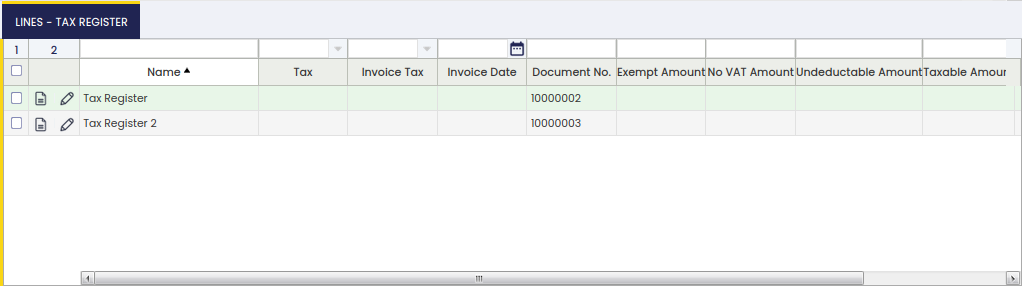 LINES - TAX REGISTER
1 2
Name Tax Invoice Tax Invoice Date Document No. Exempt Amount No VAT Amount Undeductable Amount Taxable Amour
Tax Register 10000002
Tax Register 2 10000003